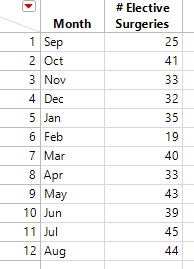 Month # Elective Surgeries
1 Sep 25
2 Oct 41
3 Nov 33
4 Dec 32
5 Jan 35
6 Feb 19
7 Mar 40
8 Apr 33
9 May 43
10 Jun 39
11 Jul 45
12 Aug 44